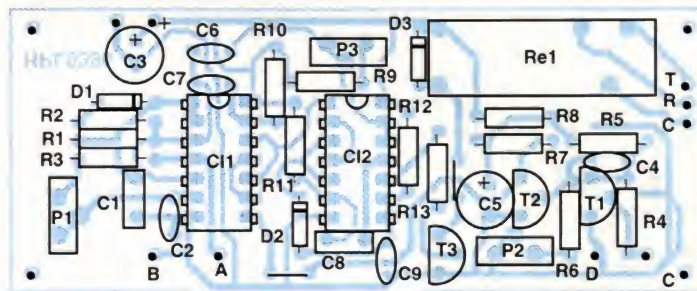 +
C6
R10
D3
P3
Re1
+
C3
C7
R9
D1
T
R2
R12
R8
R5
R
R1
C
R3
CI1
CI2
R7
C4
R11
+
P1
C1
R13
C5
T2
T1
R4
C2
D2
T3
P2
C8
C9
R6
B
A
D
C